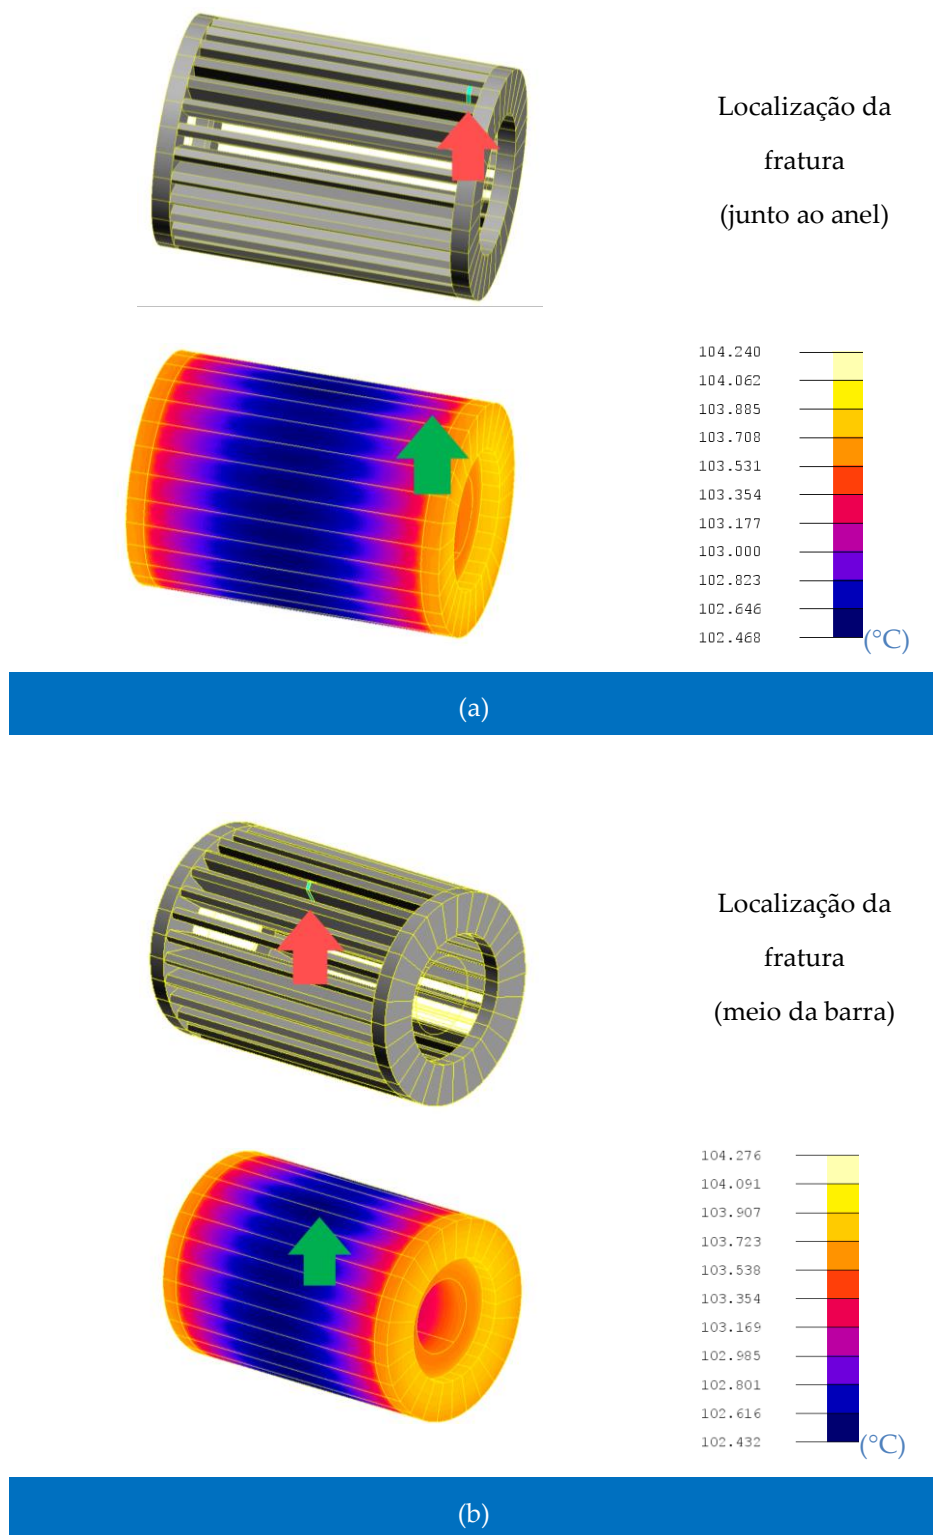 Localização da
fratura
(junto ao anel)
104.240
104.062
103.885
103.708
103.531
103.354
103.177
103.000
102.823
102.646
102.468
(°C)
(a)
Localização da
fratura
(meio da barra)
104.276
104.091
103.907
103.723
103.538
103.354
103.169
102.985
102.801
102.616
102.432
(°C)
(b)